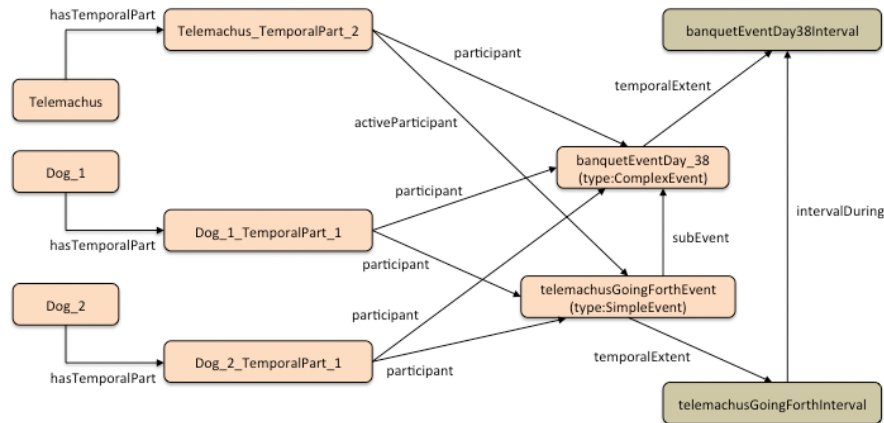 hasTemporalPart
Telemachus_TemporalPart_2
banquetEventDay38Interval
participant
temporalExtent
Telemachus
activeParticipant
Dog_1
banquetEventDay_38
(type:ComplexEvent)
participant
intervalDuring
Dog_1_TemporalPart_1
subEvent
hasTemporalPart
participant
Dog_2
telemachusGoingForthEvent
(type:SimpleEvent)
participant
temporalExtent
Dog_2_TemporalPart_1
participant
hasTemporalPart
telemachusGoingForthInterval